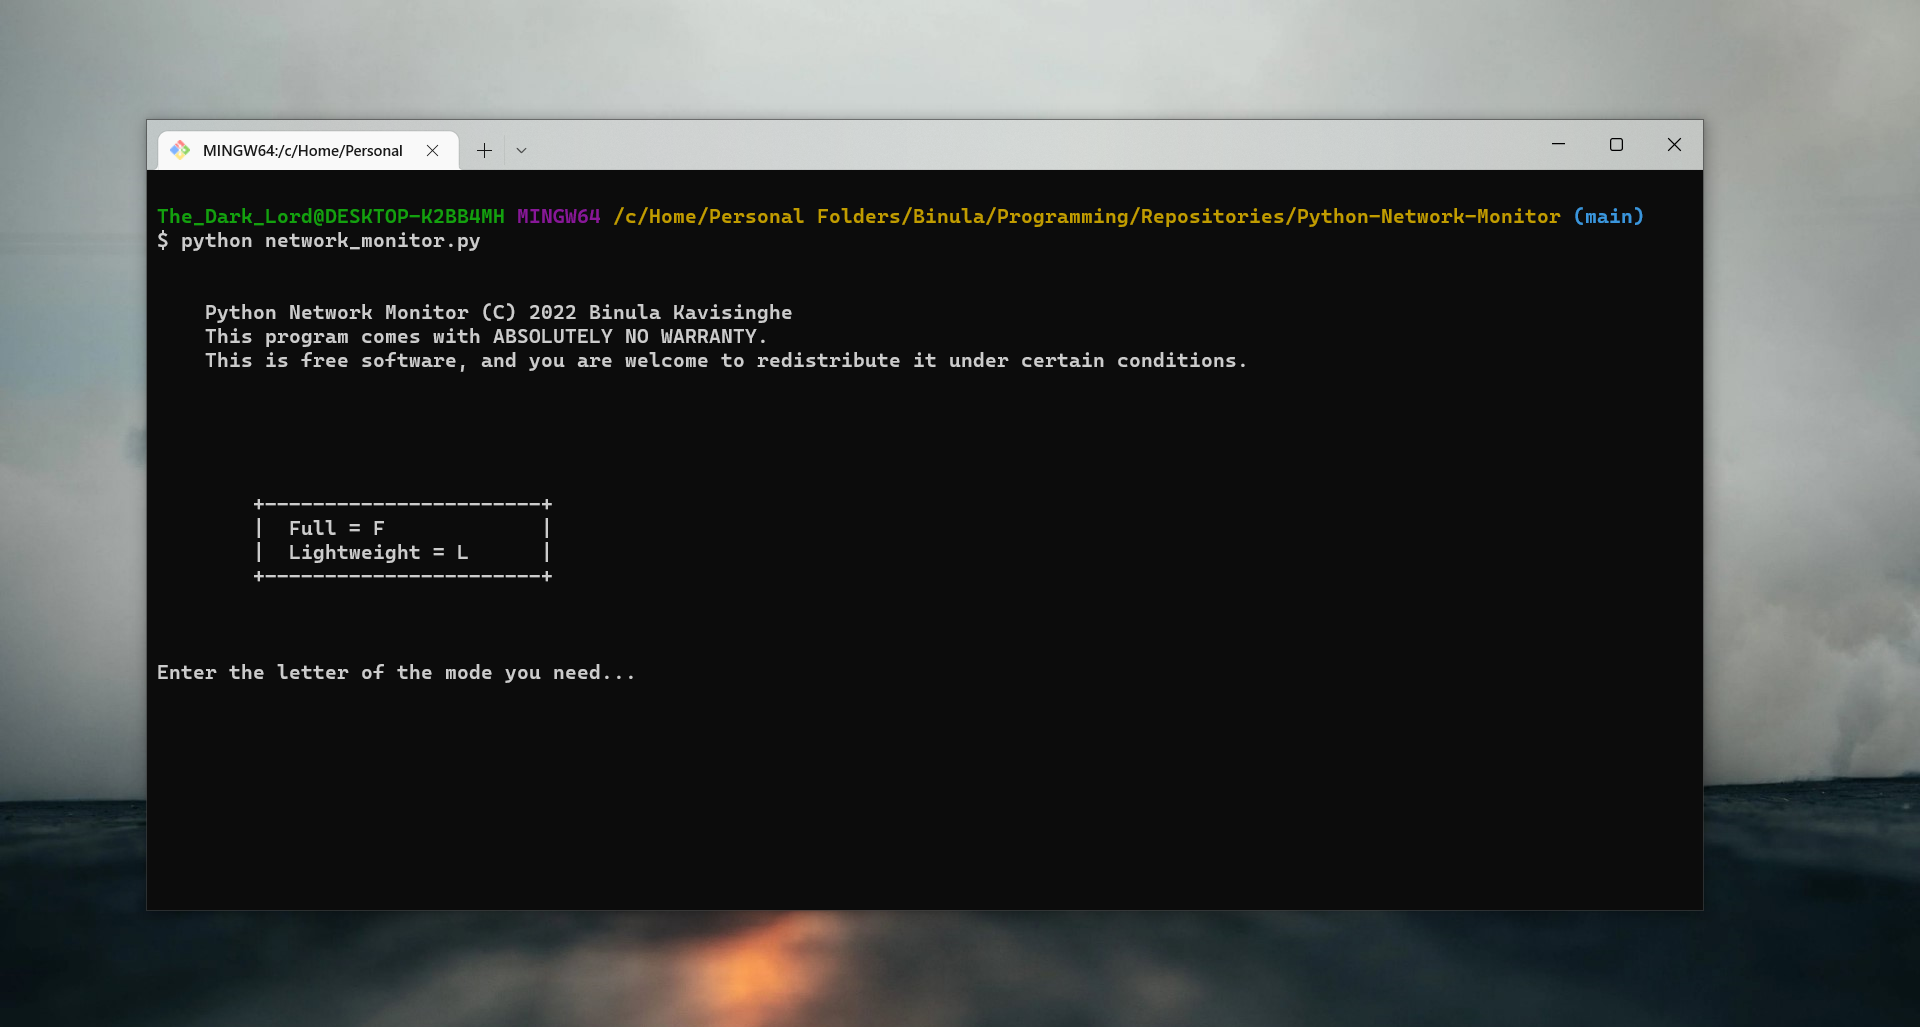 MINGW64:/c/Home/Personal
The_Dark_Lord@DESKTOP-K2BB4MH MINGW64 /c/Home/Personal Folders/Binula/Programming/Repositories/Python-Network-Monitor (main)
$ python network_monitor.py
Python Network Monitor (C) 2022 Binula Kavisinghe
This program comes with ABSOLUTELY NO WARRANTY.
This is free software, and you are welcome to redistribute it under certain conditions.
+-----------------------+
|  Full = F             |
|  Lightweight = L      |
+-----------------------+
Enter the letter of the mode you need...